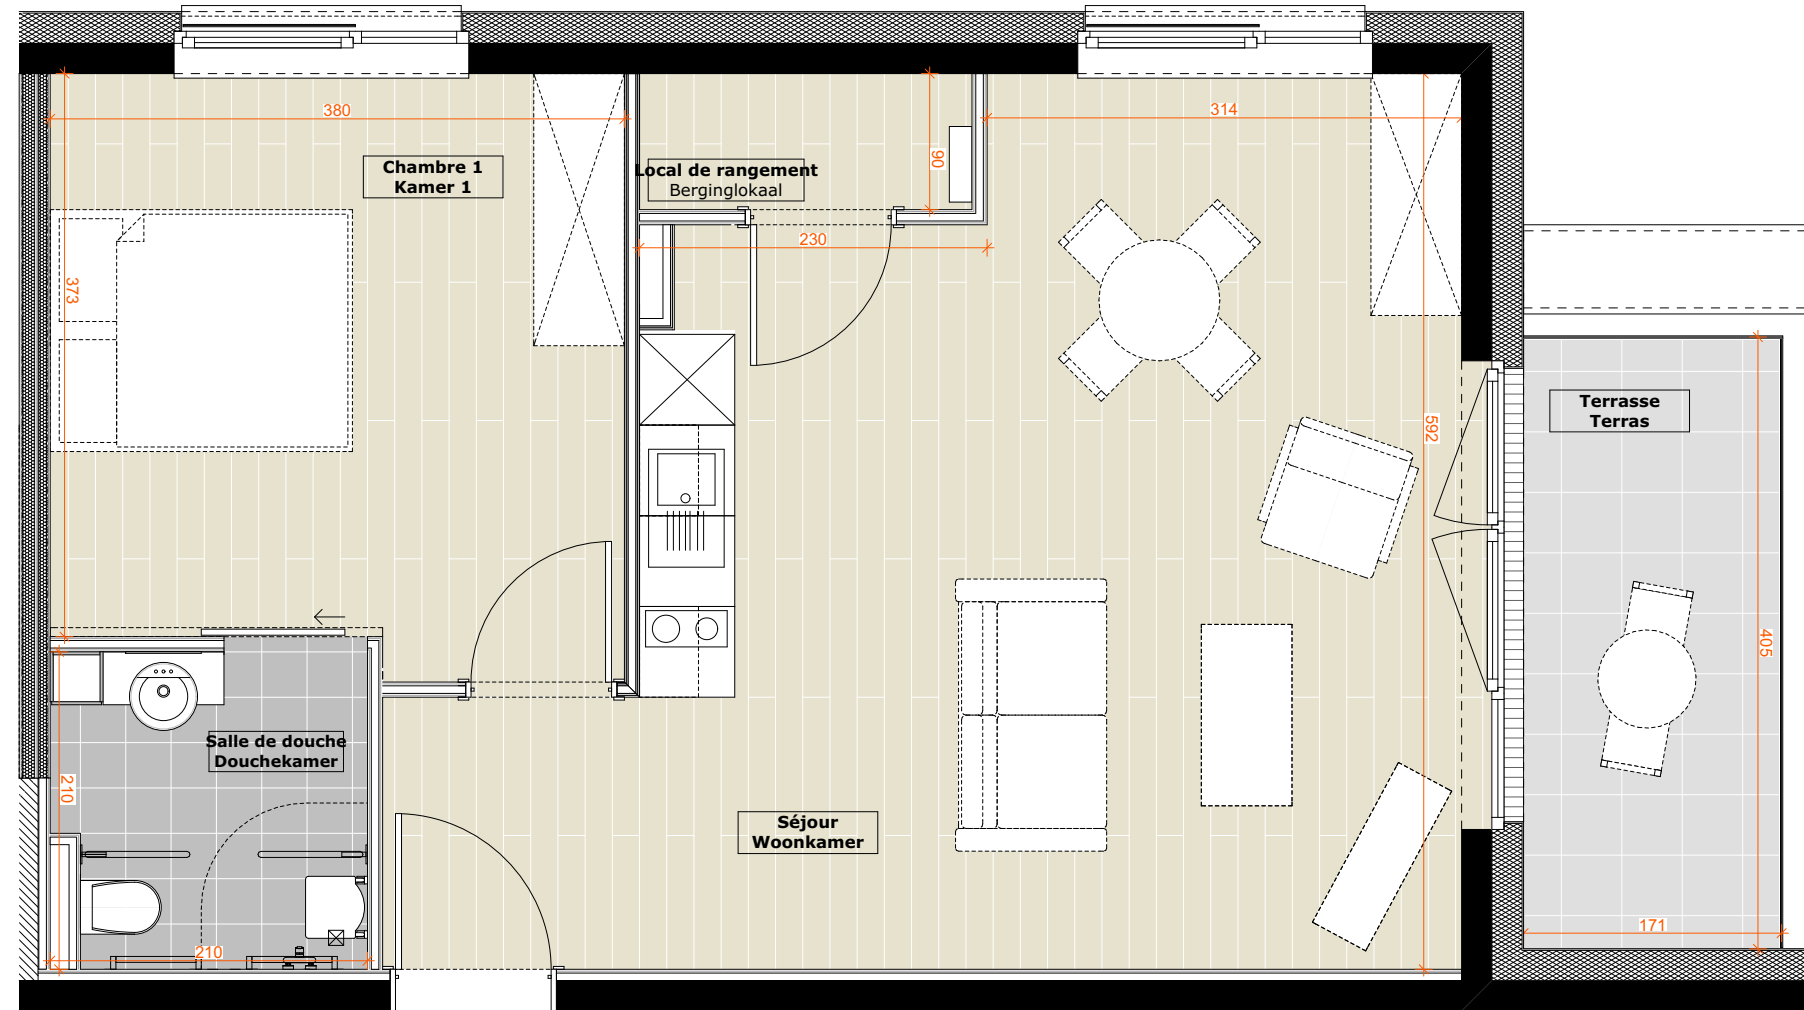 380
314
Chambre 1
Kamer 1
90
Local de rangement
Berginglokaal
230
373
592
Terrasse
Terras
405
Salle de douche
Douchekamer
210
Séjour
Woonkamer
171
210